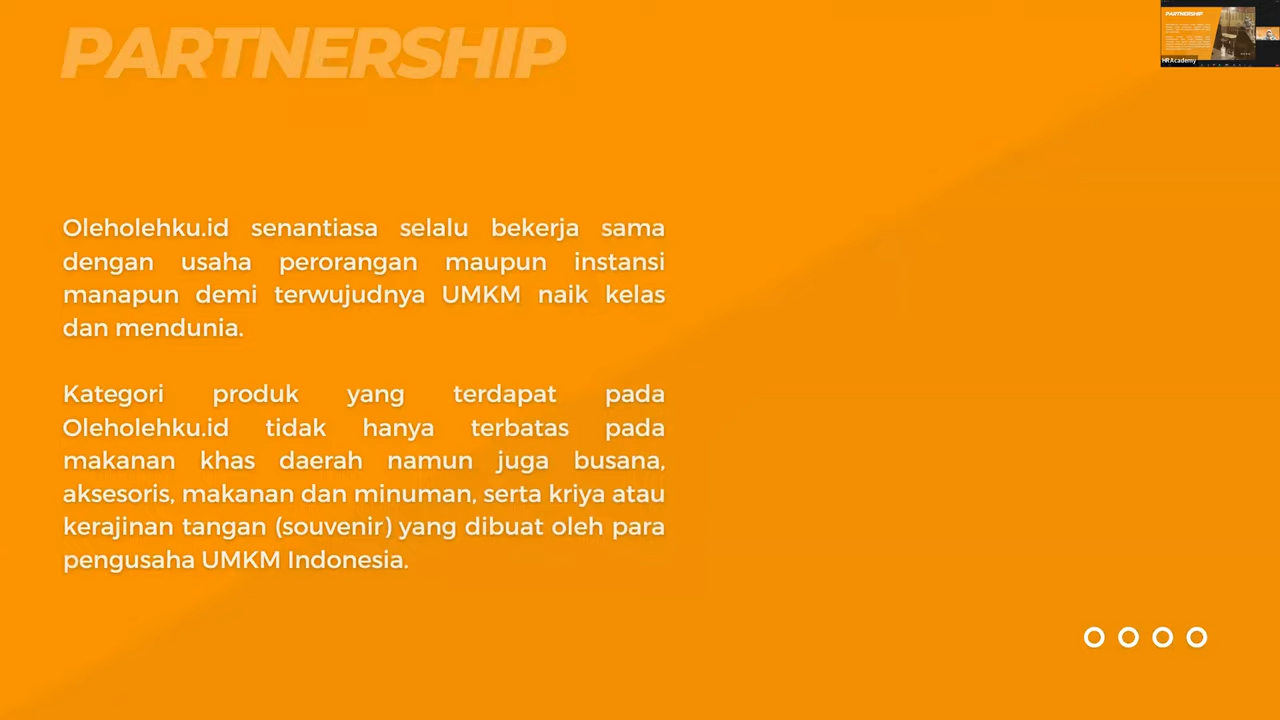 PARTNERSHIP
Oleholehku.id senantiasa selalu bekerja sama
dengan usaha perorangan maupun instansi
manapun demi terwujudnya UMKM naik kelas
dan mendunia.
Kategori produk yang terdapat pada
Oleholehku.id tidak hanya terbatas pada
makanan khas daerah namun juga busana,
aksesoris, makanan dan minuman, serta kriya atau
kerajinan tangan (souvenir) yang dibuat oleh para
pengusaha UMKM Indonesia.
PARTNERSHIP
HRAcademy